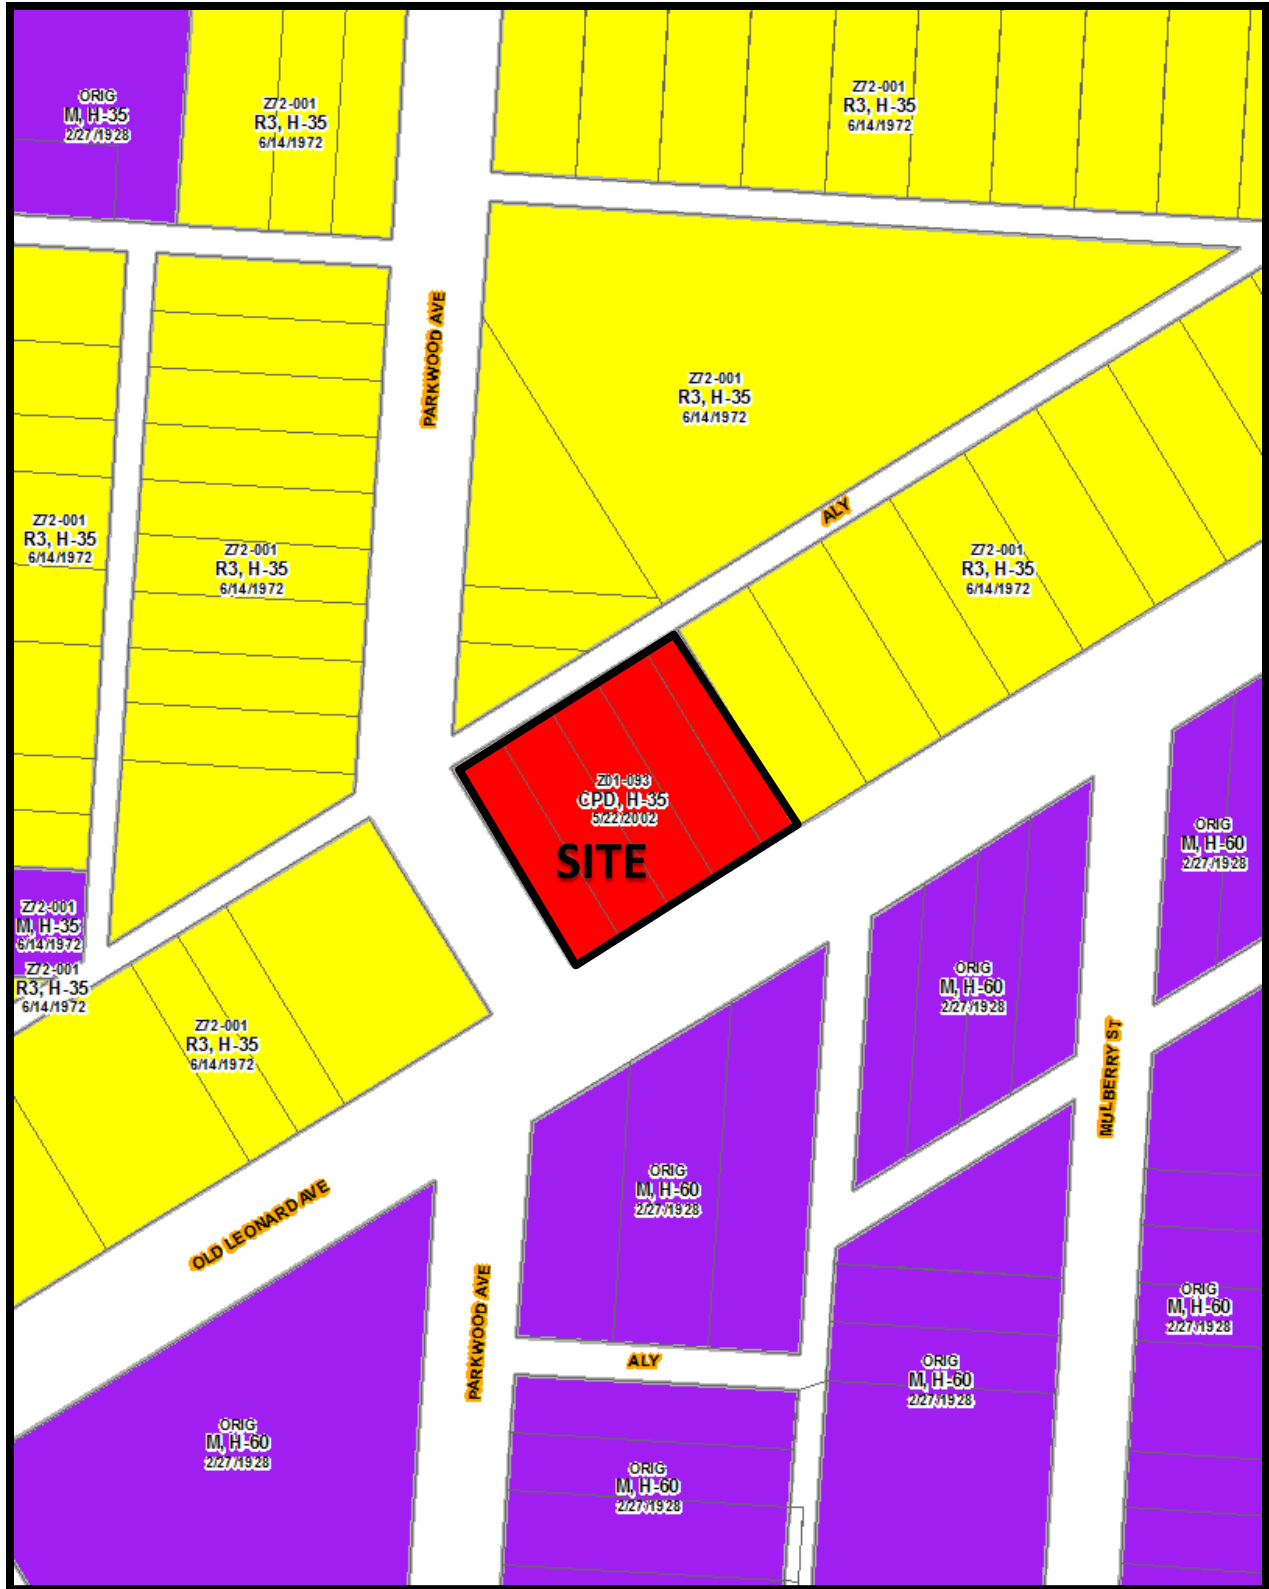 ORIG
M, H-35
2/27/1928
Z72-001
R3, H-35
6/14/1972
Z72-001
R3, H-35
6/14/1972
PARKWOOD AVE
Z72-001
R3, H-35
6/14/1972
ALY
Z72-001
R3, H-35
6/14/1972
Z72-001
R3, H-35
6/14/1972
Z72-001
R3, H-35
6/14/1972
Z01-093
CPD, H-35
5/22/2002
SITE
ORIG
M, H-60
2/27/1928
Z72-001
M, H-35
6/14/1972
Z72-001
R3, H-35
6/14/1972
ORIG
M, H-60
2/27/1928
Z72-001
R3, H-35
6/14/1972
MULBERRY ST
ORIG
M, H-60
2/27/1928
OLD LEONARD AVE
PARKWOOD AVE
ORIG
M, H-60
2/27/1928
ALY
ORIG
M, H-60
2/27/1928
ORIG
M, H-60
2/27/1928
ORIG
M, H-60
2/27/1928